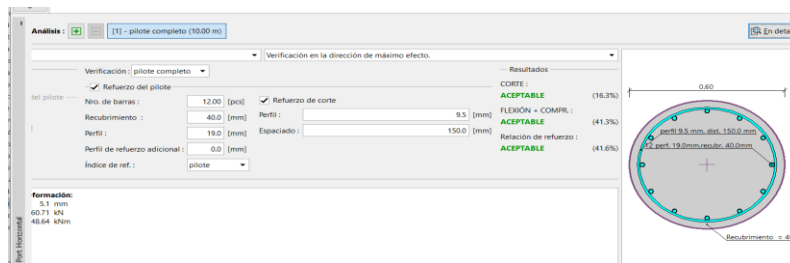 Análisis : [1] - pilote completo (10.00 m) En deta
Verificación en la dirección de máximo efecto.
Verificación : pilote completo
Resultados
del pilote
Refuerzo del pilote
CORTE :
Nro. de barras : 12.00 [pcs] Refuerzo de corte
ACEPTABLE (16.3%)
Recubrimiento : 40.0 [mm] Perfil : 9.5 [mm]
FLEXIÓN + COMPR. :
Perfil : 19.0 [mm] Espaciado : 150.0 [mm]
ACEPTABLE (41.3%)
Perfil de refuerzo adicional : 0.0 [mm]
Relación de refuerzo :
Índice de ref. : pilote
ACEPTABLE (41.6%)
0.60
perfil 9.5 mm, dist. 150.0 mm
12 perf. 19.0mm,recubr. 40.0mm
Recubrimiento = 4
formación:
5.1 mm
60.71 kN
48.64 kNm
Port Horizontal